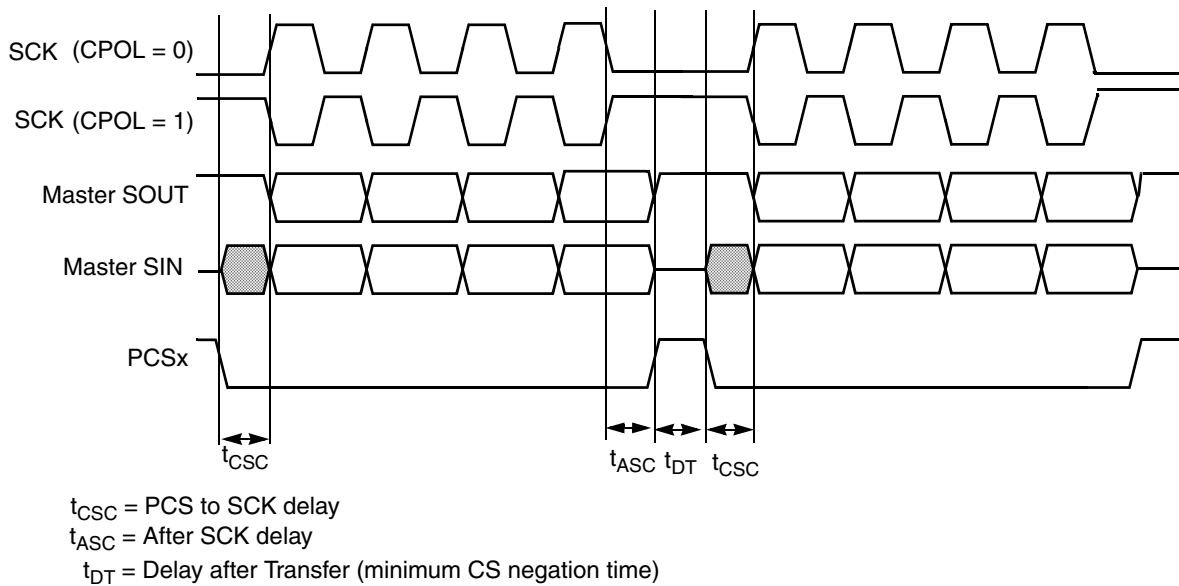 SCK (CPOL = 0)
SCK (CPOL = 1)
Master SOUT
Master SIN
PCSx
tCSC
tASC
tDT
tCSC
tCSC = PCS to SCK delay
tASC = After SCK delay
tDT = Delay after Transfer (minimum CS negation time)